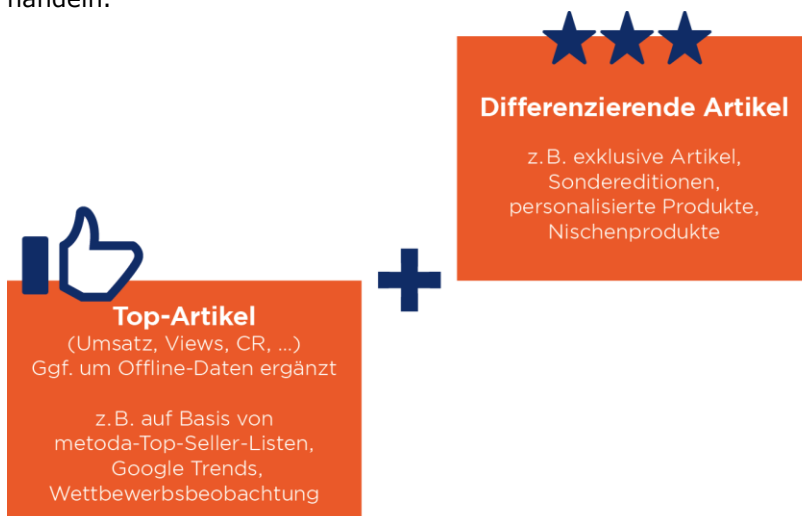 handeln.
Differenzierende Artikel
z.B. exklusive Artikel,
Sondereditionen,
personalisierte Produkte,
Nischenprodukte
Top-Artikel
(Umsatz, Views, CR, ...)
Ggf. um Offline-Daten ergänzt
z.B. auf Basis von
metoda-Top-Seller-Listen,
Google Trends,
Wettbewerbsbeobachtung